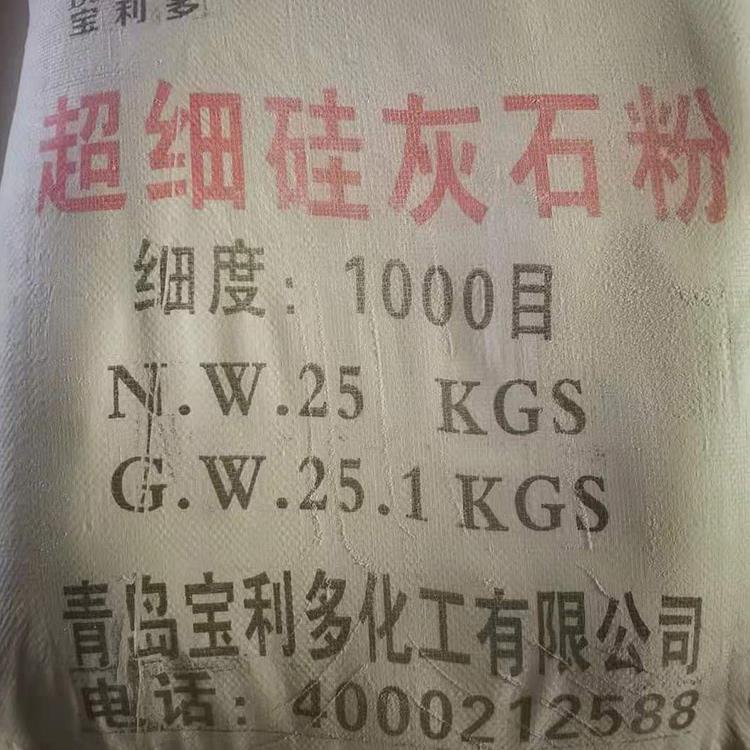 宝利多
超细硅灰石粉
细度：1000目
N.W.25 KGS
G.W.25.1 KGS
青岛宝利多化工有限公司
电话：4000212588